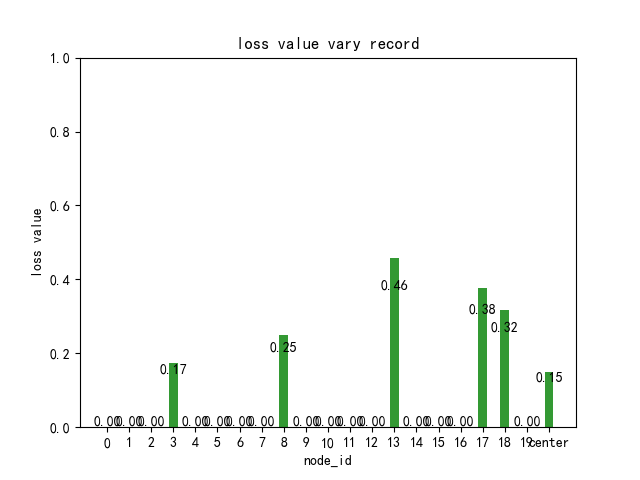 loss value vary record
1.0
0.8
0.6
0.4
0.2
0.0
loss value
0.00 0.00 0.00 0.17 0.00 0.00 0.00 0.00 0.25 0.00 0.00 0.00 0.00 0.46 0.00 0.00 0.00 0.38 0.32 0.00 0.15
0 1 2 3 4 5 6 7 8 9 10 11 12 13 14 15 16 17 18 19 center
node_id